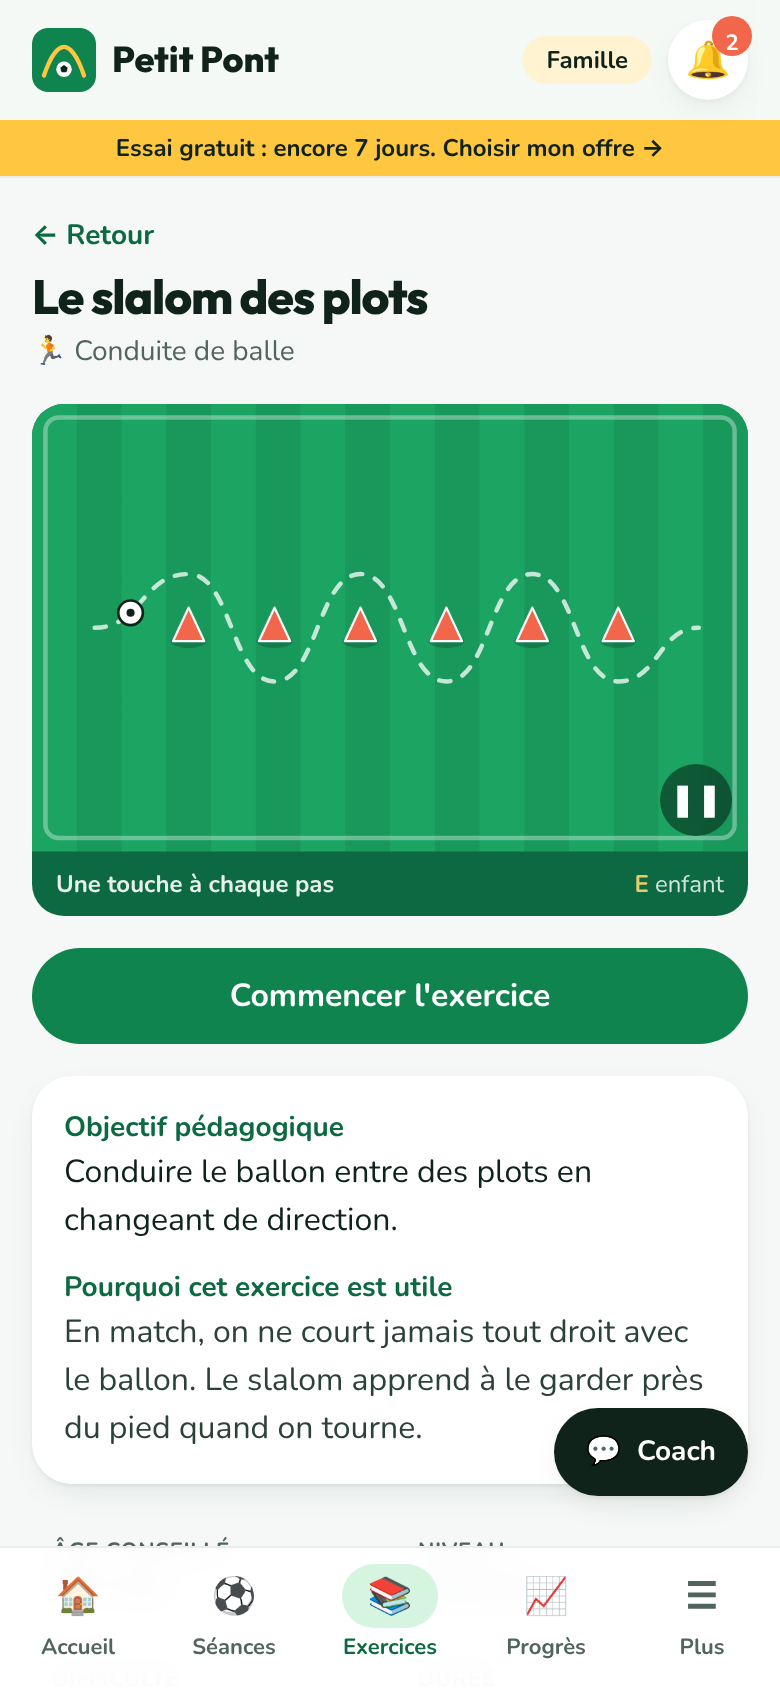 Petit Pont
Famille
2
Essai gratuit : encore 7 jours. Choisir mon offre →
← Retour
Le slalom des plots
Conduite de balle
Une touche à chaque pas
E enfant
Commencer l'exercice
Objectif pédagogique
Conduire le ballon entre des plots en
changeant de direction.
Pourquoi cet exercice est utile
En match, on ne court jamais tout droit avec
le ballon. Le slalom apprend à le garder près
du pied quand on tourne.
Coach
ÂGE CONSEILLÉ
NIVEAU
Accueil
Séances
Exercices
Progrès
Plus